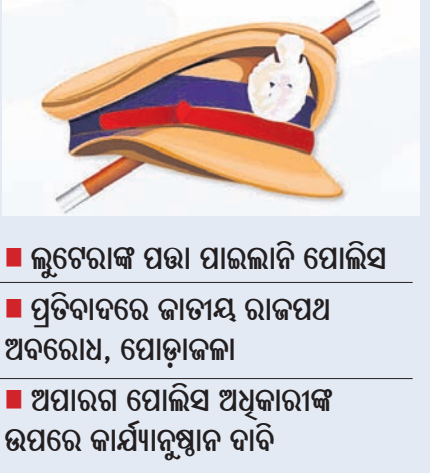 ■ ଲୁଟେରାଙ୍କ ପତ୍ତା ପାଇଲାନି ପୋଲିସ
■ ପ୍ରତିବାଦରେ ଜାତୀୟ ରାଜପଥ
ଅବରୋଧ, ପୋଡ଼ାଜଳା
■ ଅପାରଗ ପୋଲିସ ଅଧିକାରୀଙ୍କ
ଉପରେ କାର୍ଯ୍ୟାନୁଷ୍ଠାନ ଦାବି